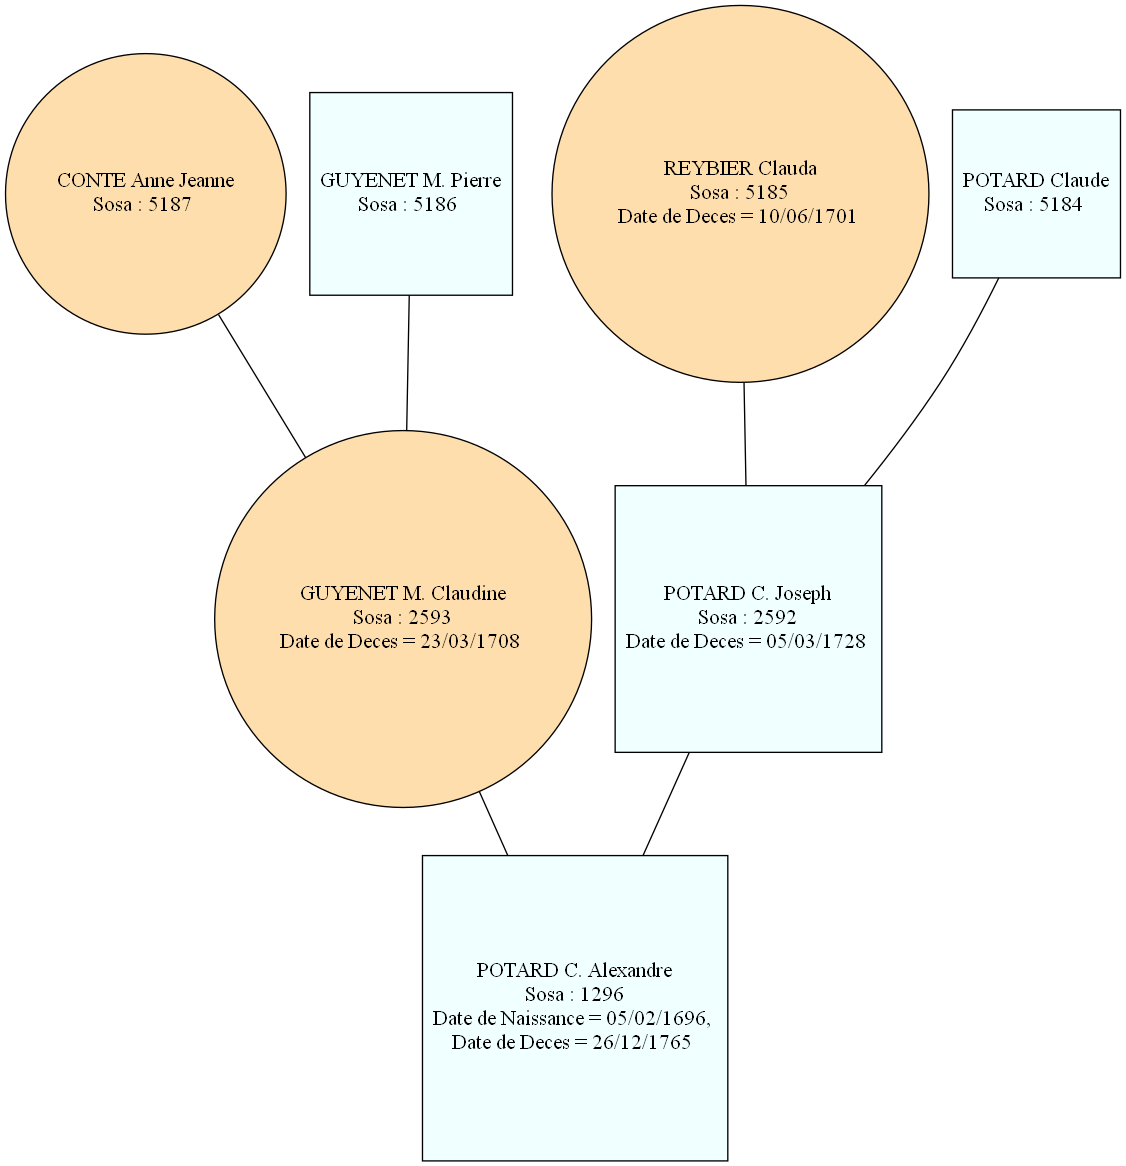 CONTE Anne Jeanne
Sosa : 5187
GUYENET M. Pierre
Sosa : 5186
REYBIER Clauda
Sosa : 5185
Date de Deces = 10/06/1701
POTARD Claude
Sosa : 5184
GUYENET M. Claudine
Sosa : 2593
Date de Deces = 23/03/1708
POTARD C. Joseph
Sosa : 2592
Date de Deces = 05/03/1728
POTARD C. Alexandre
Sosa : 1296
Date de Naissance = 05/02/1696,
Date de Deces = 26/12/1765